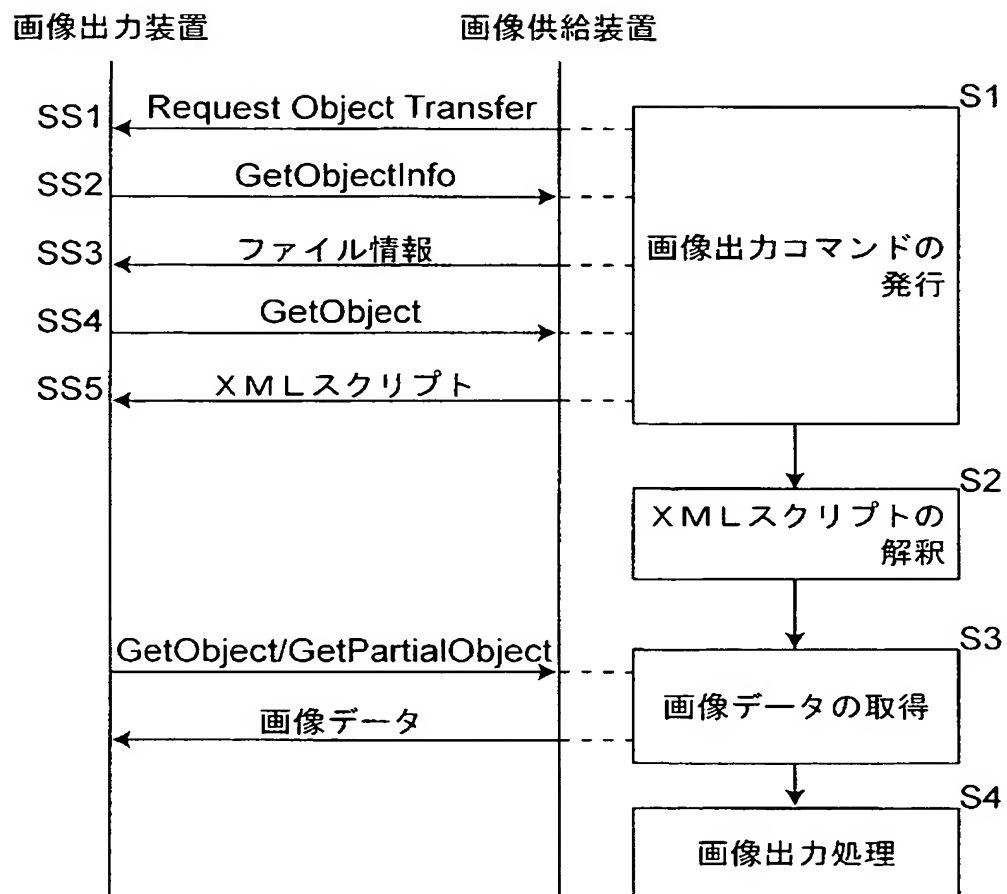 画像出力装置
画像供給装置
S1
SS1
Request Object Transfer
SS2
GetObjectInfo
SS3
ファイル情報
画像出力コマンドの
発行
SS4
GetObject
SS5
XMLスクリプト
S2
XMLスクリプトの
解釈
S3
GetObject/GetPartialObject
画像データの取得
画像データ
S4
画像出力処理